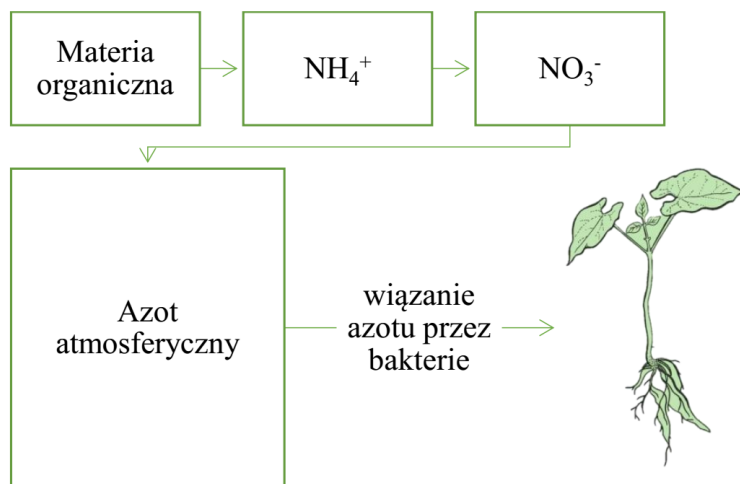 Materia
organiczna
NH₄⁺
NO₃⁻
Azot
atmosferyczny
wiązanie
azotu przez
bakterie